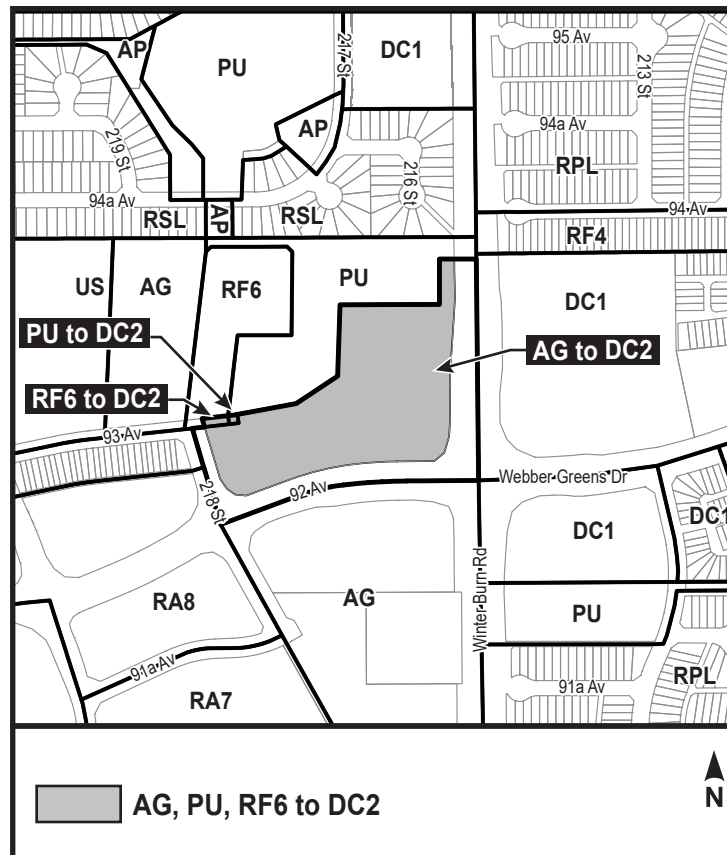 AP
PU
217 St
DC1
95 Av
213 St
AP
94a Av
219 St
216 St
RPL
94a Av
RSL
AP
RSL
94 Av
RF4
US
AG
RF6
PU
DC1
PU to DC2
AG to DC2
RF6 to DC2
93 Av
218 St
92 Av
Webber Greens Dr
DC1
DC1
Winter Burn Rd
RA8
AG
PU
91a Av
RPL
91a Av
RA7
AG, PU, RF6 to DC2
N